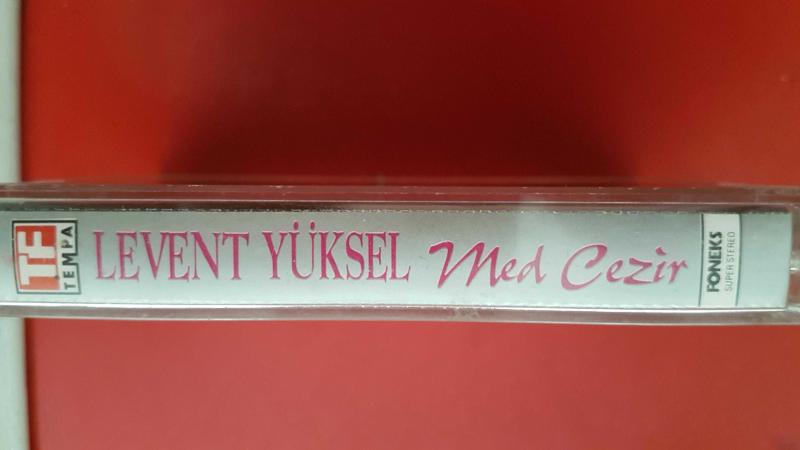 TF
TEMPA
LEVENT YÜKSEL Med Cezir
FONEKS
SUPER STEREO